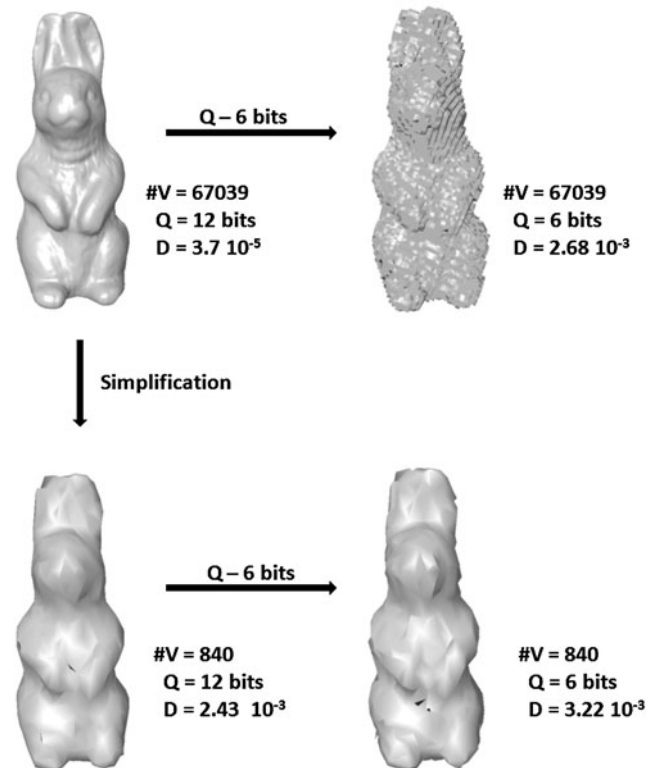 Q – 6 bits
#V = 67039
Q = 12 bits
D = 3.7 10⁻⁵
#V = 67039
Q = 6 bits
D = 2.68 10⁻³
Simplification
Q – 6 bits
#V = 840
Q = 12 bits
D = 2.43 10⁻³
#V = 840
Q = 6 bits
D = 3.22 10⁻³